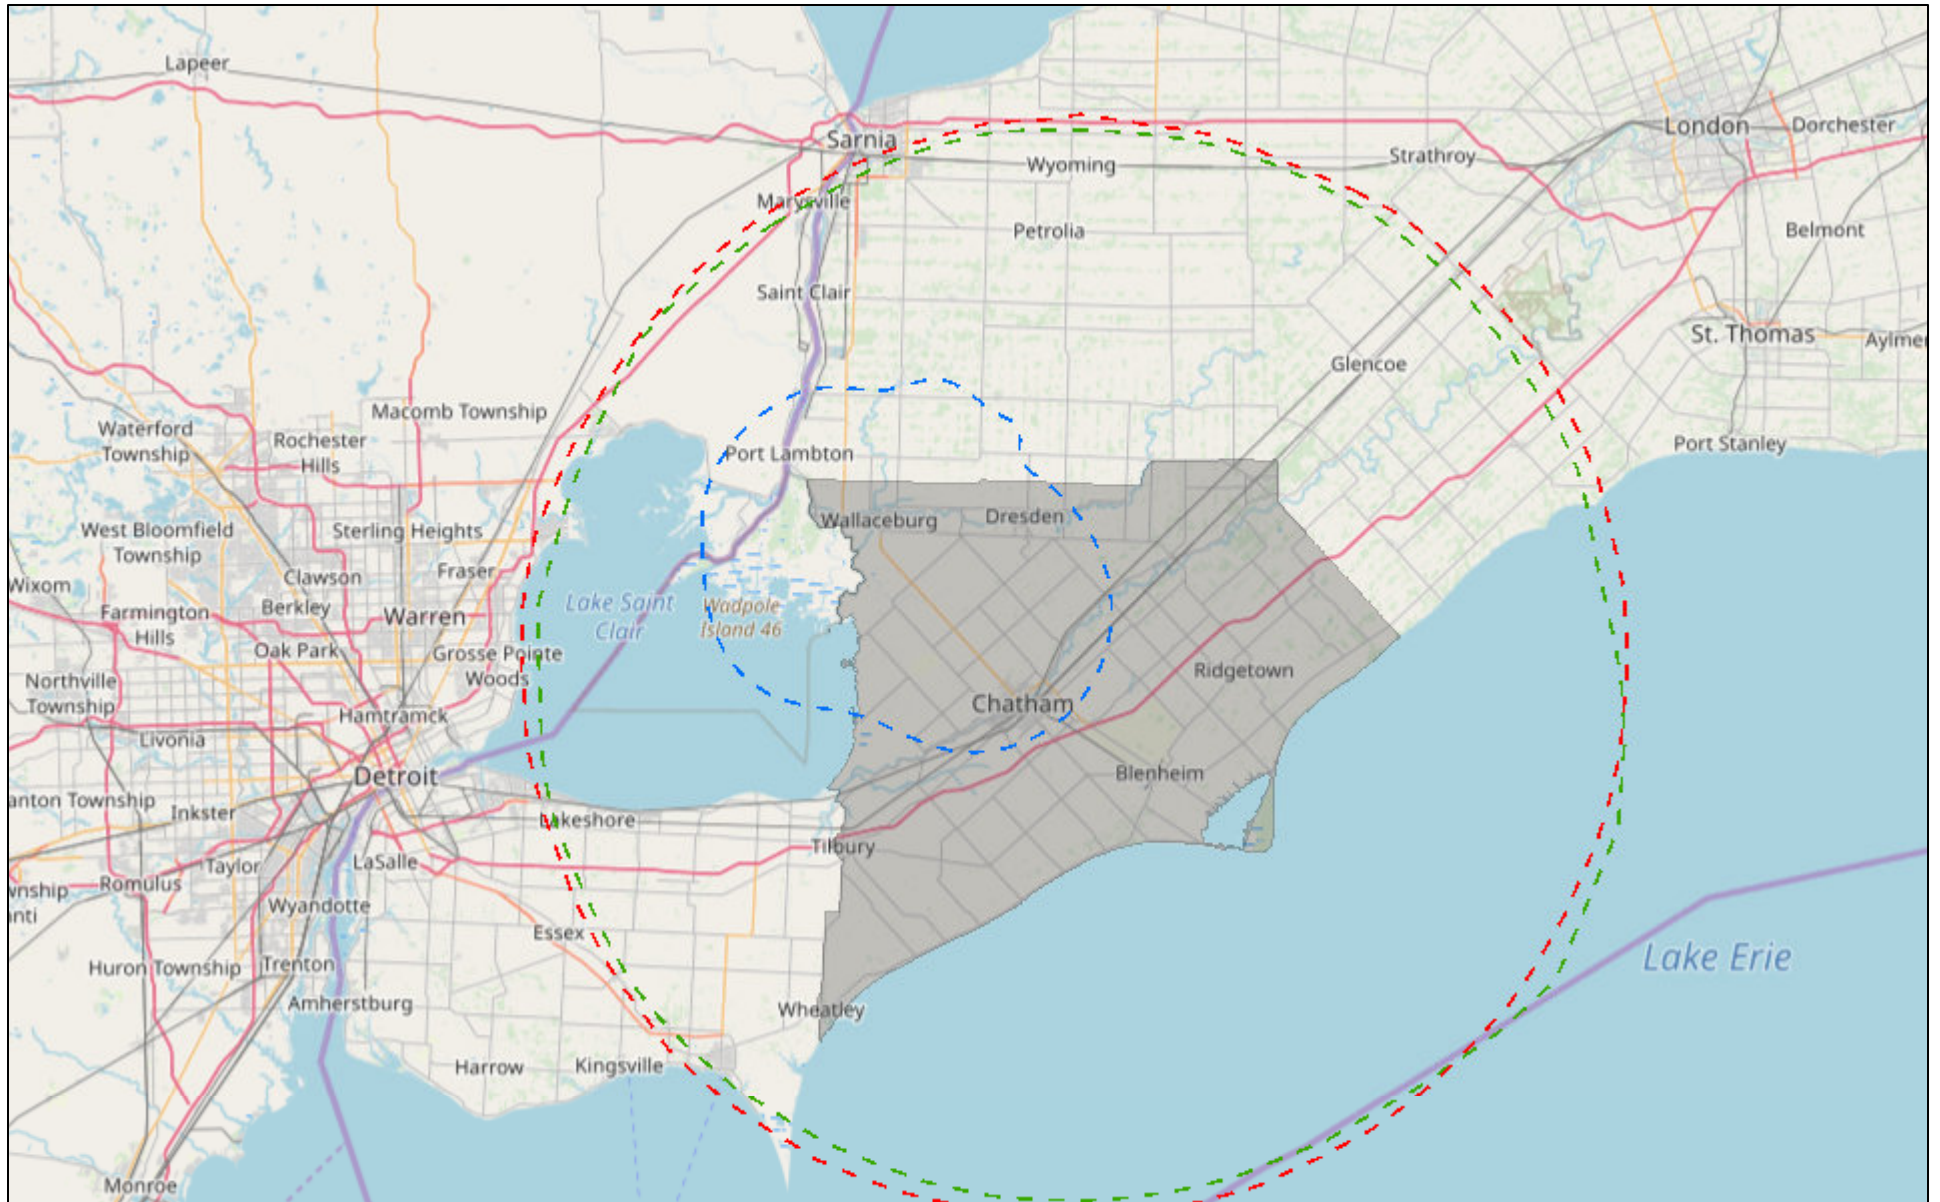 Lapeer
Sarnia
London
Dorchester
Strathroy
Wyoming
Marysville
Petrolia
Belmont
Saint Clair
St. Thomas
Aylmer
Glencoe
Macomb Township
Waterford
Township
Rochester
Hills
Port Lambton
Port Stanley
Wallaceburg
Dresden
West Bloomfield
Township
Sterling Heights
Clawson
Fraser
Wixom
Farmington
Hills
Berkley
Warren
Lake Saint
Clair
Wadpole
Island 46
Oak Park
Grosse Pointe
Woods
Ridgetown
Northville
Township
Hamtramck
Chatham
Livonia
Detroit
Blenheim
anton Township
Inkster
Lakeshore
Tilbury
Taylor
LaSalle
wnship
anti
Romulus
Wyandotte
Essex
Huron Township
Trenton
Lake Erie
Amherstburg
Wheatley
Harrow
Kingsville
Monroe